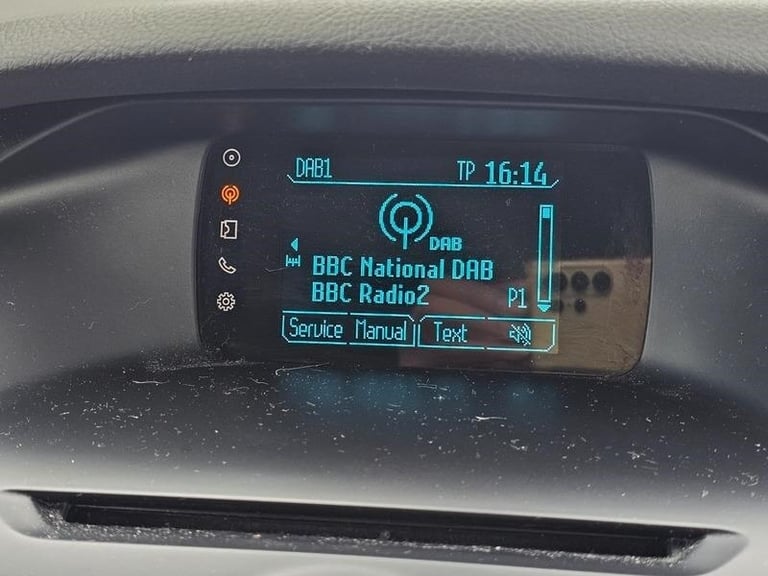 DAB1 TP 16:14
DAB
BBC National DAB
BBC Radio2 P1
Service Manual Text